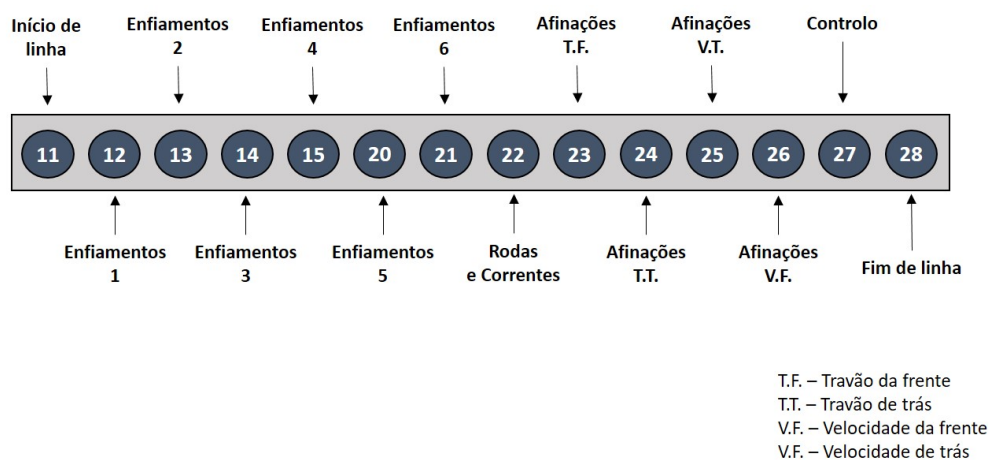 Início de
linha
Enfiamentos
2
Enfiamentos
4
Enfiamentos
6
Afinações
T.F.
Afinações
V.T.
Controlo
11
12
13
14
15
20
21
22
23
24
25
26
27
28
Enfiamentos
1
Enfiamentos
3
Enfiamentos
5
Rodas
e Correntes
Afinações
T.T.
Afinações
V.F.
Fim de linha
T.F. – Travão da frente
T.T. – Travão de trás
V.F. – Velocidade da frente
V.F. – Velocidade de trás